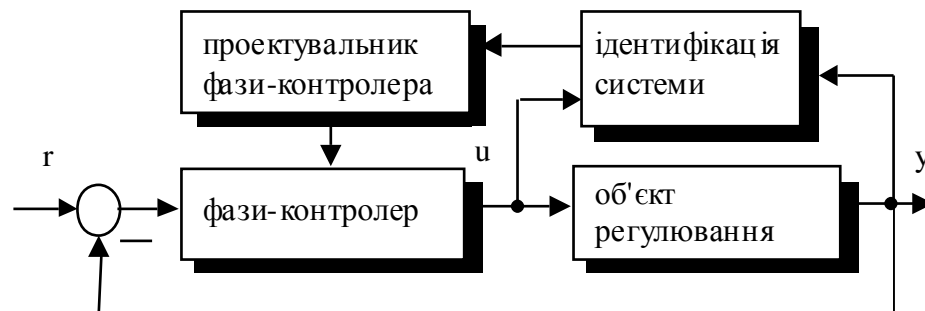 проектувальник
фази-контролера
ідентифікація
системи
r
u
y
фази-контролер
об'єкт
регулювання